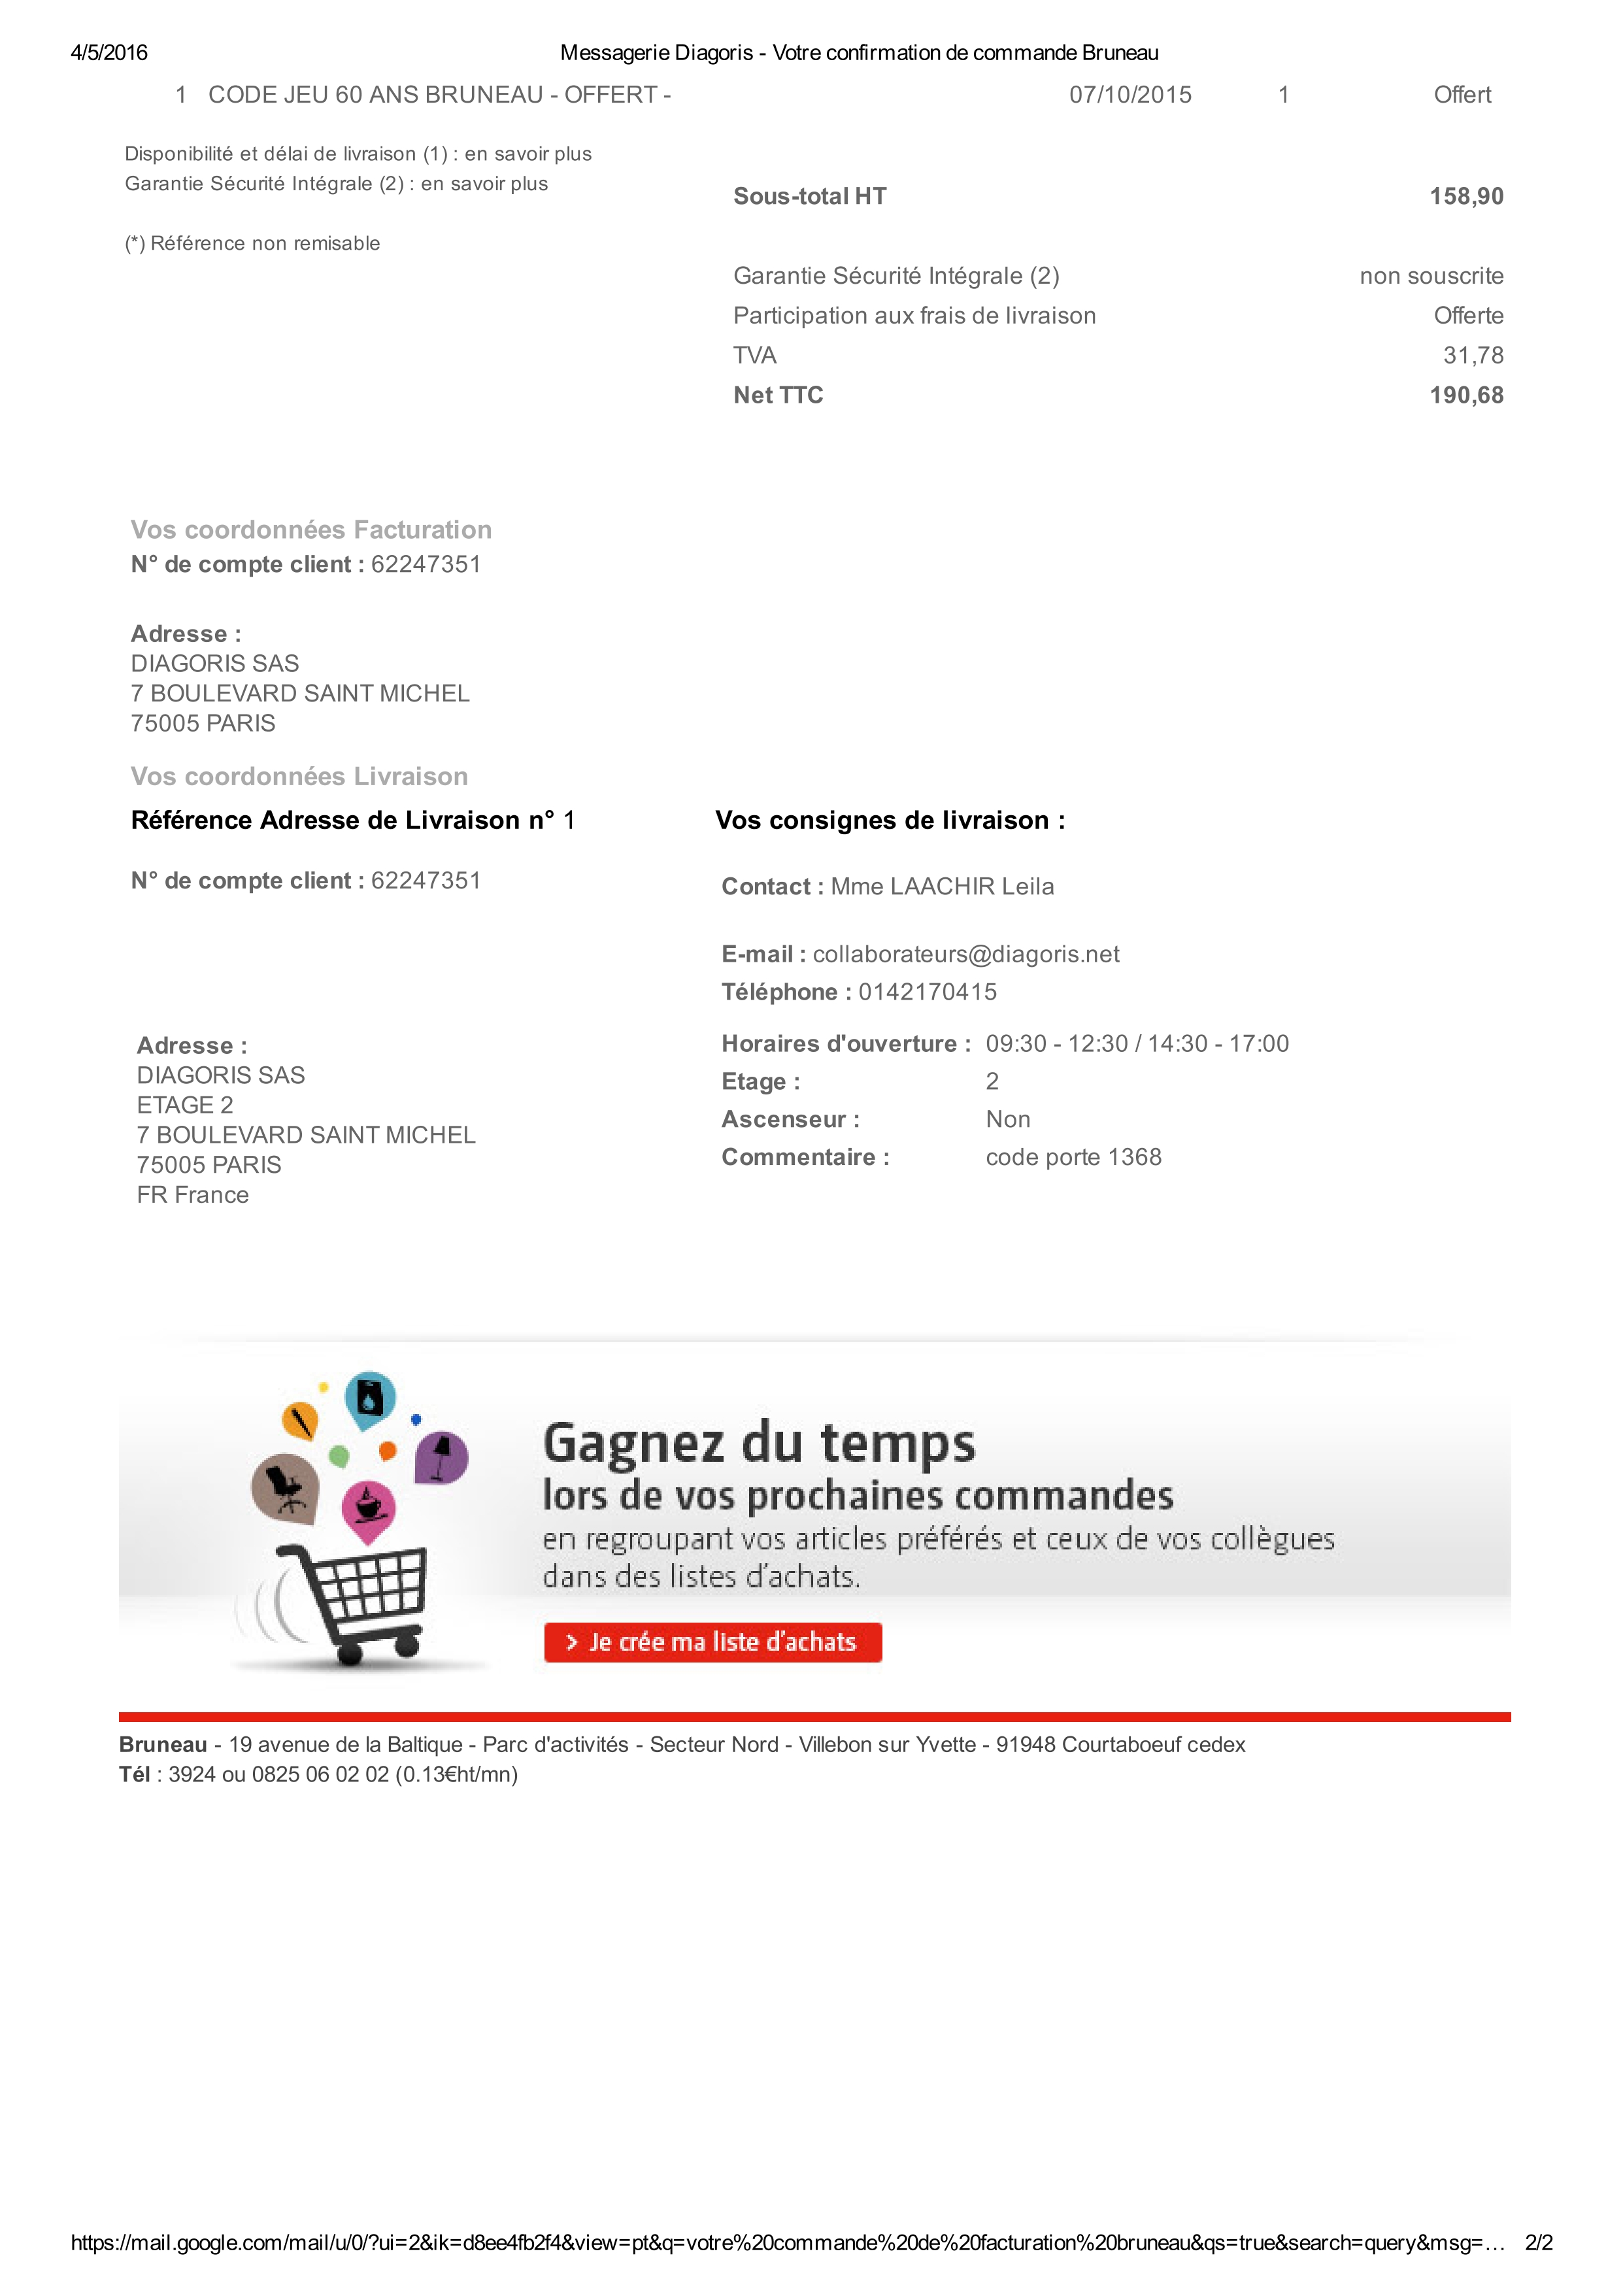 4/5/2016 Messagerie Diagoris - Votre confirmation de commande Bruneau
1 CODE JEU 60 ANS BRUNEAU - OFFERT - 07/10/2015 1 Offert
Disponibilité et délai de livraison (1) : en savoir plus
Garantie Sécurité Intégrale (2) : en savoir plus
(*) Référence non remisable
Sous-total HT 158,90
Garantie Sécurité Intégrale (2) non souscrite
Participation aux frais de livraison Offerte
TVA 31,78
Net TTC 190,68
Vos coordonnées Facturation
N° de compte client : 62247351
Adresse :
DIAGORIS SAS
7 BOULEVARD SAINT MICHEL
75005 PARIS
Vos coordonnées Livraison
Référence Adresse de Livraison n° 1
N° de compte client : 62247351
Adresse :
DIAGORIS SAS
ETAGE 2
7 BOULEVARD SAINT MICHEL
75005 PARIS
FR France
Vos consignes de livraison :
Contact : Mme LAACHIR Leila
E-mail : collaborateurs@diagoris.net
Téléphone : 0142170415
Horaires d'ouverture : 09:30 - 12:30 / 14:30 - 17:00
Etage : 2
Ascenseur : Non
Commentaire : code porte 1368
Gagnez du temps
lors de vos prochaines commandes
en regroupant vos articles préférés et ceux de vos collègues
dans des listes d'achats.
> Je crée ma liste d'achats
Bruneau - 19 avenue de la Baltique - Parc d'activités - Secteur Nord - Villebon sur Yvette - 91948 Courtaboeuf cedex
Tél : 3924 ou 0825 06 02 02 (0.13€ht/mn)
https://mail.google.com/mail/u/0/?ui=2&ik=d8ee4fb2f4&view=pt&q=votre%20commande%20de%20facturation%20bruneau&qs=true&search=query&msg=… 2/2